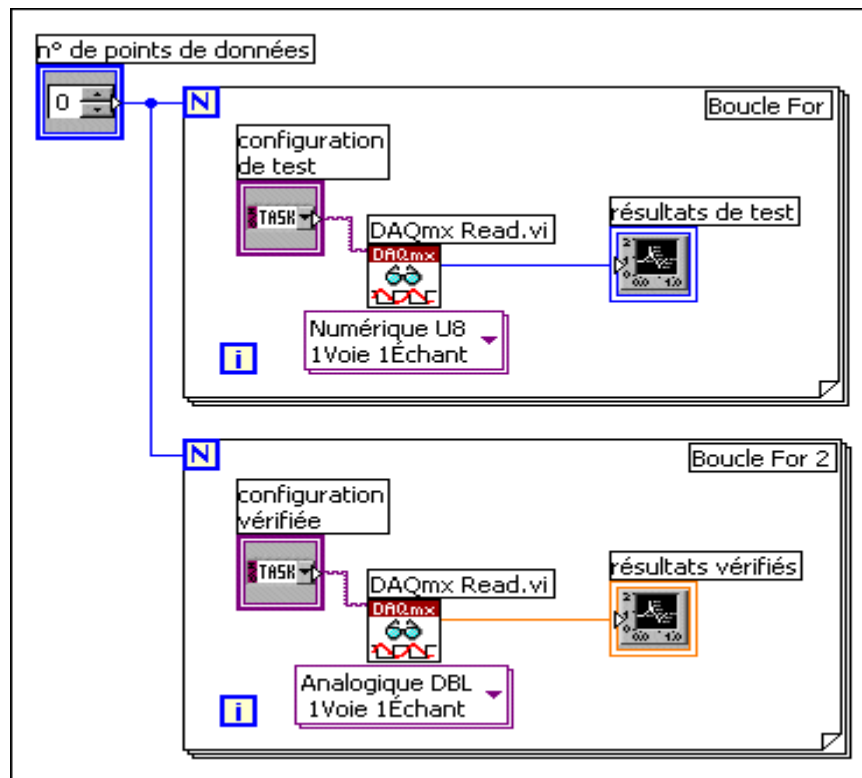 n° de points de données
0
N
Boucle For
configuration
de test
TASK
résultats de test
DAQmx Read.vi
DAQmx
Numérique U8
1Voie 1Échant
i
N
Boucle For 2
configuration
vérifiée
TASK
résultats vérifiés
DAQmx Read.vi
DAQmx
Analogique DBL
1Voie 1Échant
i